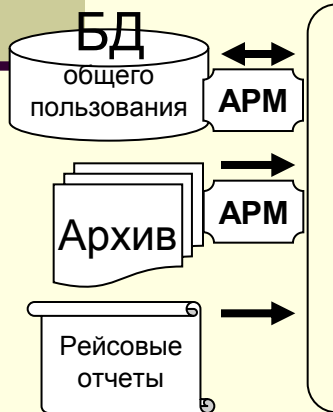 БД
общего
пользования
АРМ
Архив
АРМ
Рейсовые
отчеты